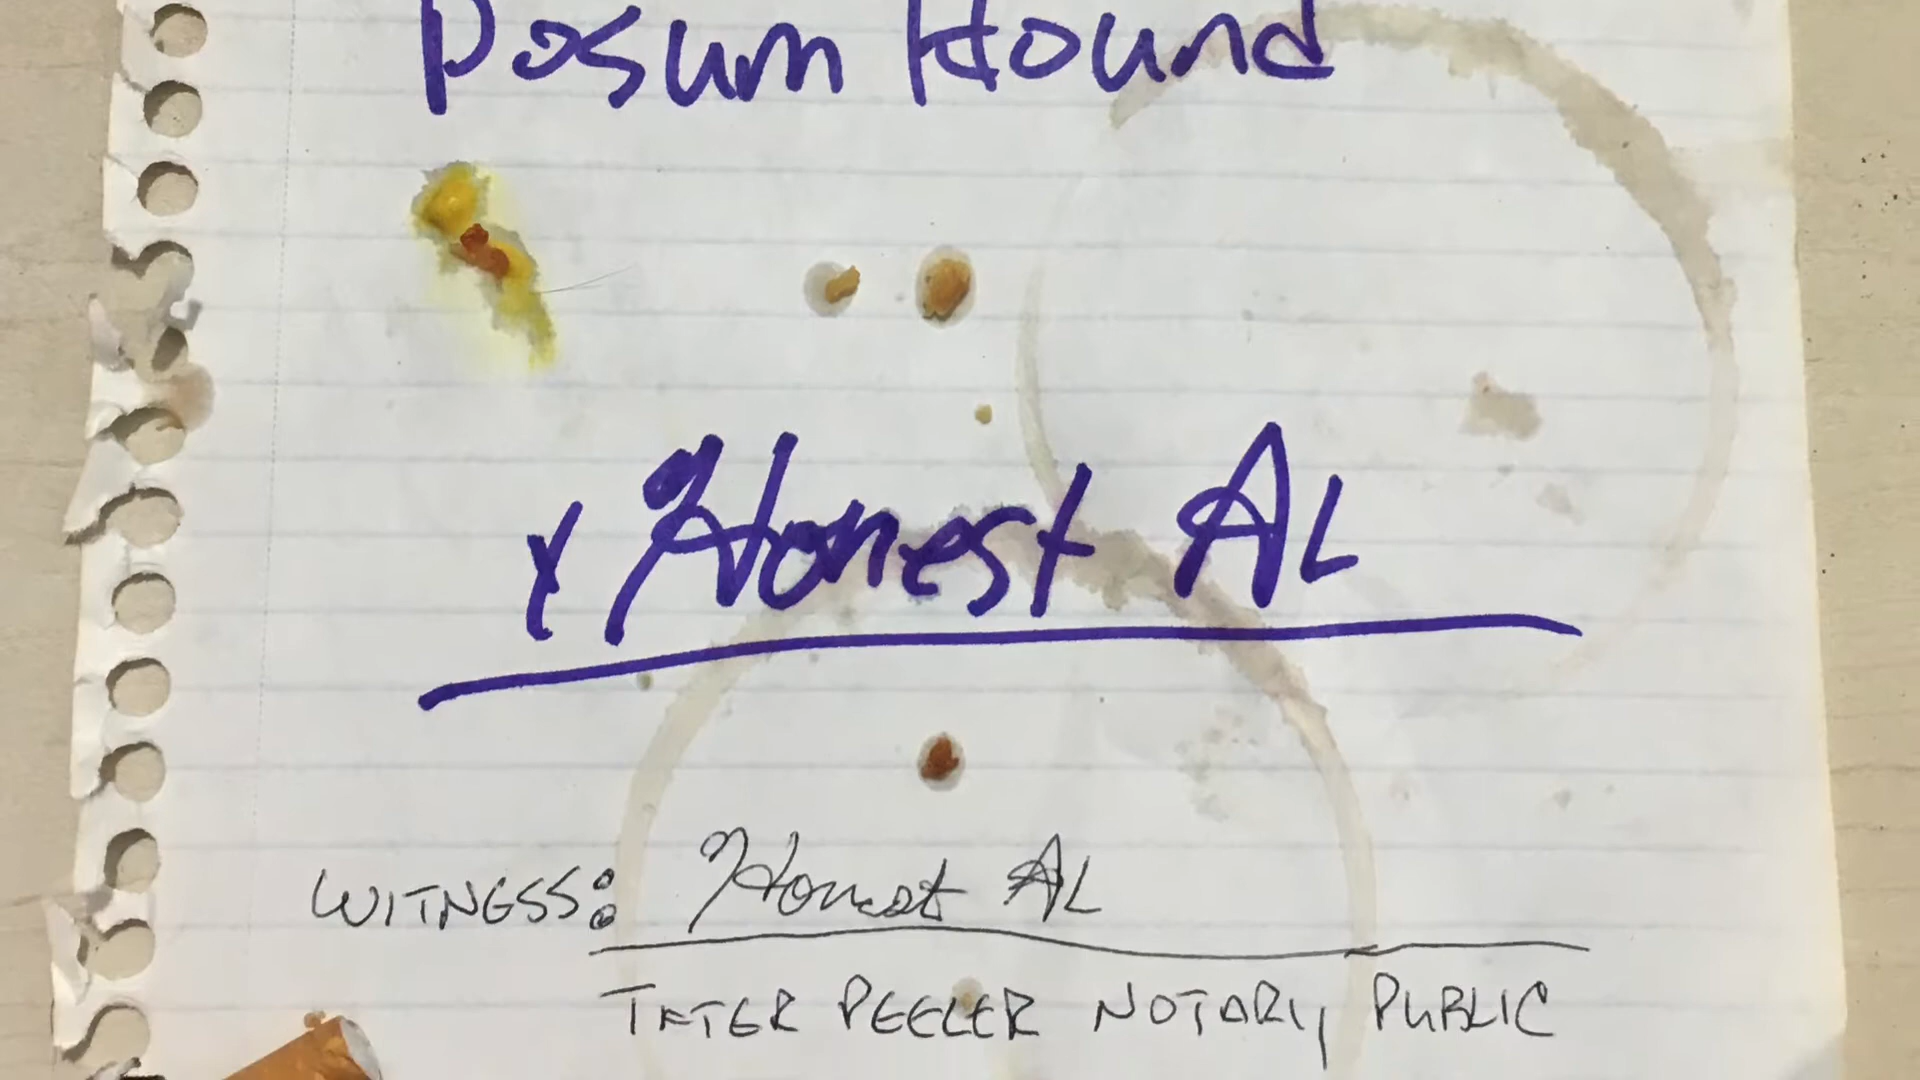 Posum Hound
x Honest AL
WITNESS: Honest AL
TATER PEELER NOTARY PUBLIC